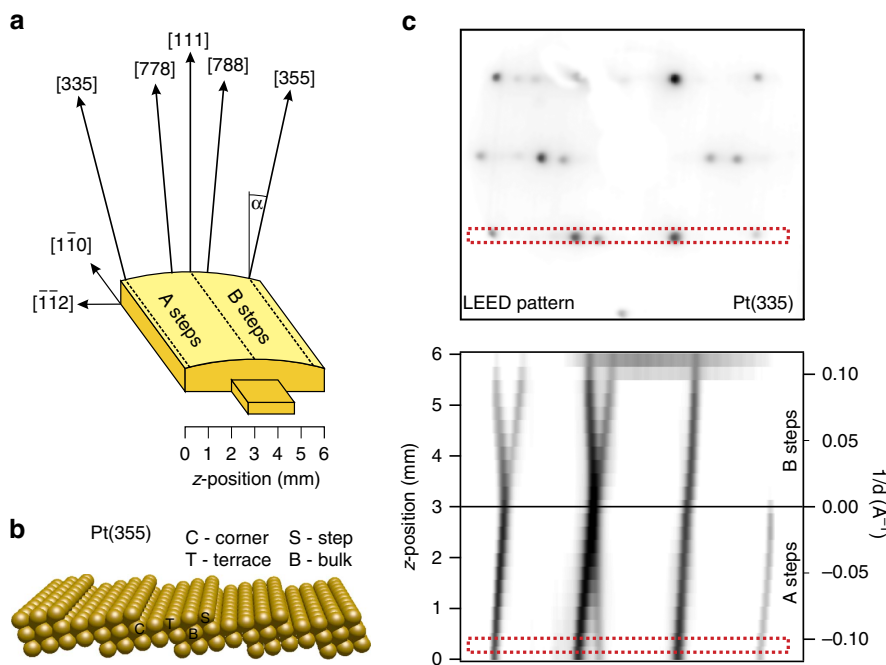 a
[111]
[335]
[778]
[788]
[355]
α
[11̅0]
[1̅1̅2]
A steps
B steps
0 1 2 3 4 5 6
z-position (mm)
b
Pt(355)
C - corner S - step
T - terrace B - bulk
C T B S
c
LEED pattern Pt(335)
6
5
4
3
2
1
0
z-position (mm)
0.10
0.05
0.00
–0.05
–0.10
B steps
A steps
1/d (Å⁻¹)